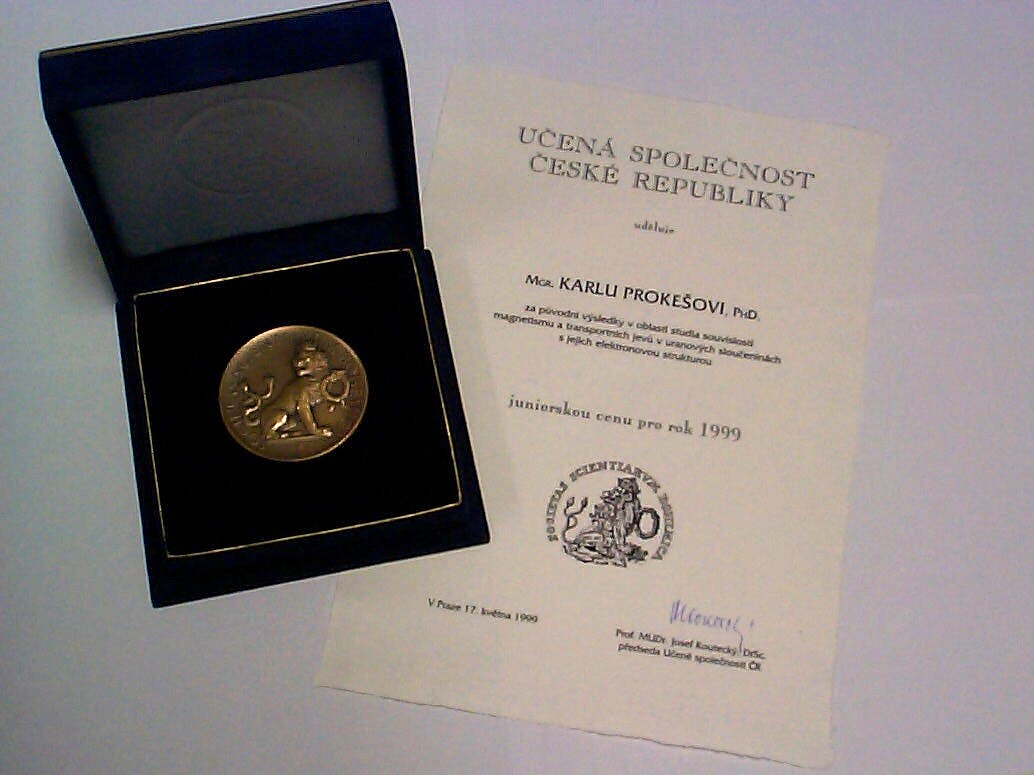 UČENÁ SPOLEČNOST
ČESKÉ REPUBLIKY
uděluje
MGR. KARLU PROKEŠOVI, PHD.
za původní výsledky v oblasti studia souvislostí
magnetismu a transportních jevů v uranových sloučeninách
s jejich elektronovou strukturou
juniorskou cenu pro rok 1999
SOCIETAS SCIENTIARVM BOHEMICA
V Praze 17. května 1999
Prof. MUDr. Josef Koutecký, DrSc.
předseda Učené společnosti ČR